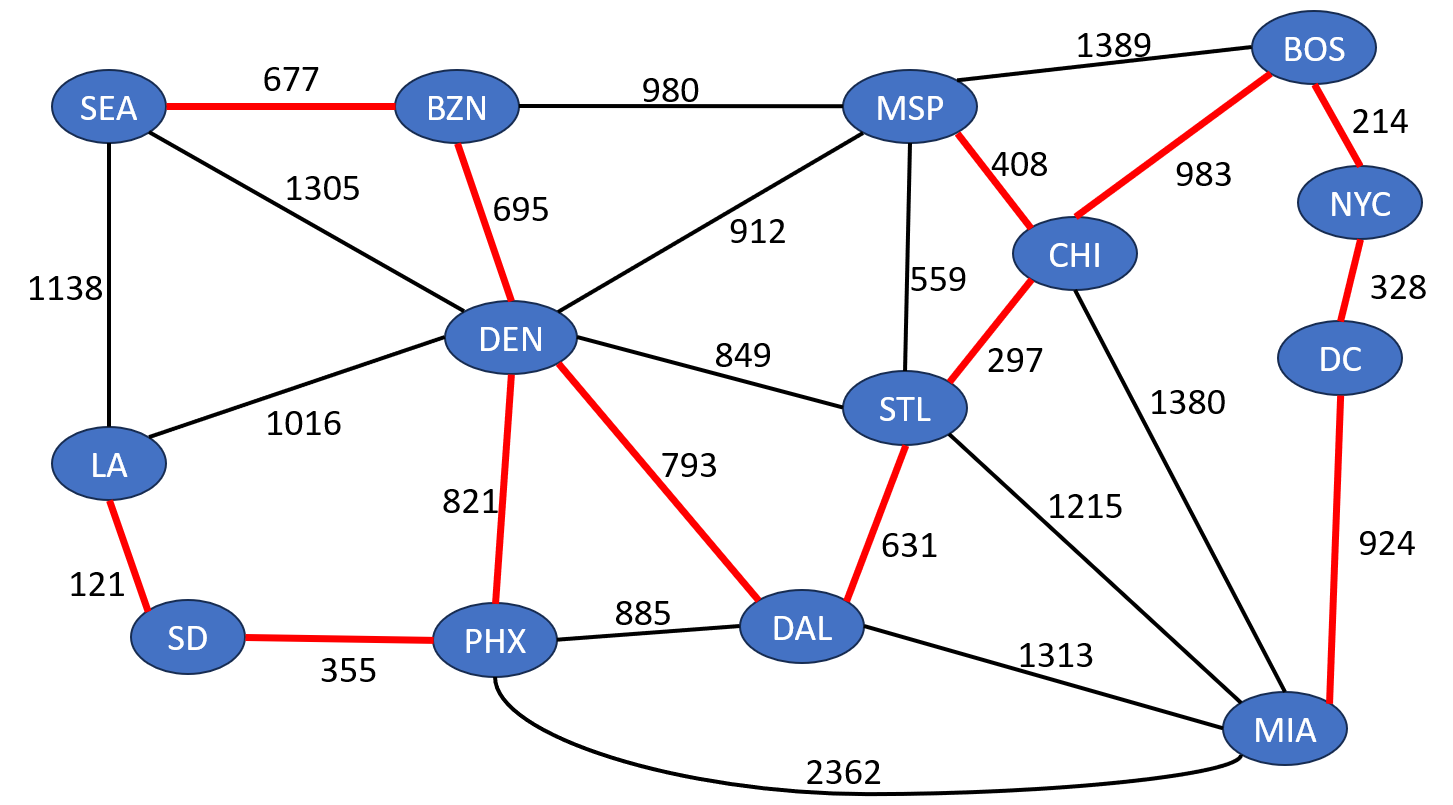 1389
BOS
677
980
SEA
BZN
MSP
214
408
983
1305
695
NYC
912
559
CHI
1138
328
DEN
849
297
DC
1016
STL
1380
LA
793
821
1215
631
924
121
885
SD
PHX
DAL
1313
355
MIA
2362